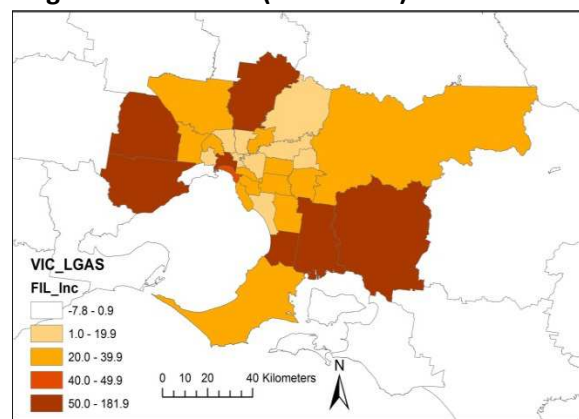 VIC_LGAS
FIL_Inc
-7.8 - 0.9
1.0 - 19.9
20.0 - 39.9
40.0 - 49.9
50.0 - 181.9
0 10 20 40 Kilometers
N